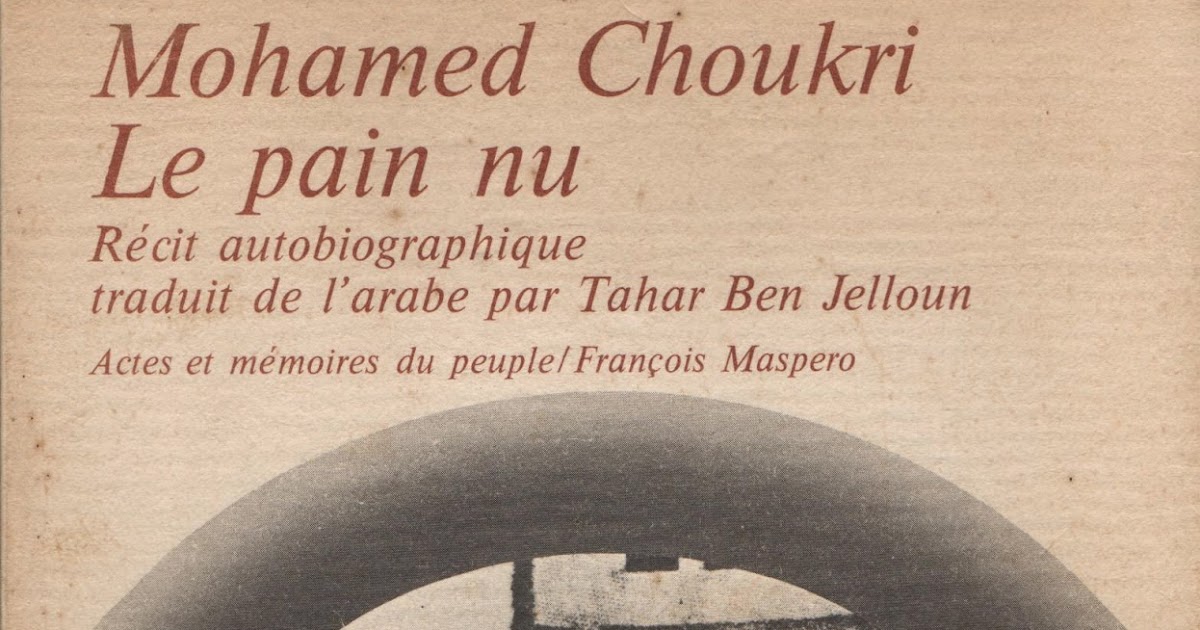 Mohamed Choukri
Le pain nu
Récit autobiographique
traduit de l'arabe par Tahar Ben Jelloun
Actes et mémoires du peuple/François Maspero